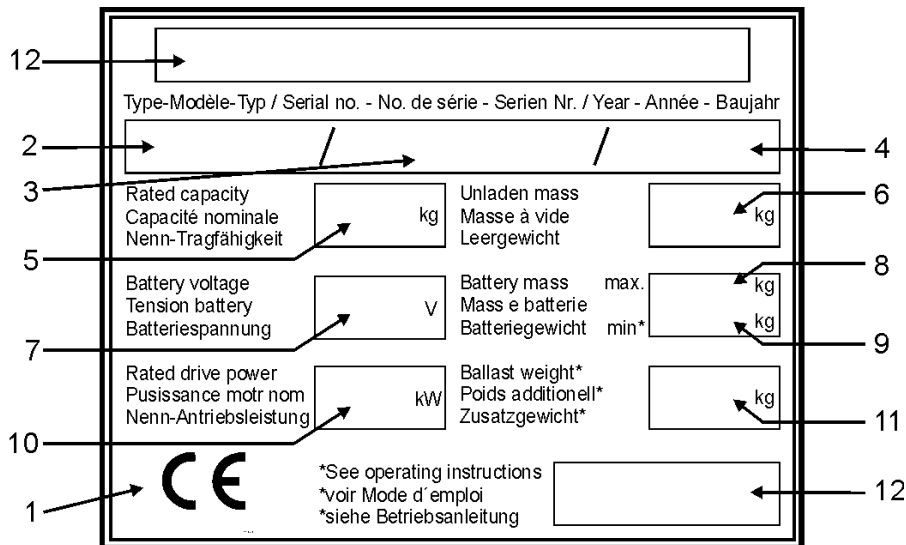 12
Type-Modèle-Typ / Serial no. - No. de série - Serien Nr. / Year - Année - Baujahr
2 / / 4
3
Rated capacity
Capacité nominale
Nenn-Tragfähigkeit
kg
Unladen mass
Masse à vide
Leergewicht
kg
6
5
Battery voltage
Tension battery
Batteriespannung
V
Battery mass max.
Mass e batterie
Batteriegewicht min*
kg
kg
8
7
9
Rated drive power
Pusissance motr nom
Nenn-Antriebsleistung
kW
Ballast weight*
Poids additionell*
Zusatzgewicht*
kg
10
11
1
CE
*See operating instructions
*voir Mode d´emploi
*siehe Betriebsanleitung
12